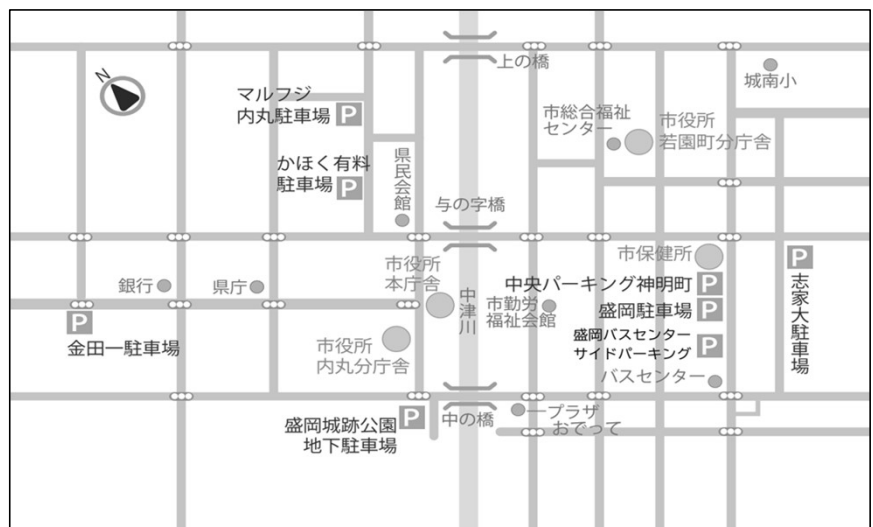 N
マルフジ
内丸駐車場 P
かほく有料
駐車場 P
県民会館
上の橋
市総合福祉
センター
市役所
若園町分庁舎
城南小
与の字橋
市役所
本庁舎
中津川
市勤労
福祉会館
市保健所
中央パーキング神明町 P
盛岡駐車場 P
盛岡バスセンター
サイドパーキング P
バスセンター
P
志家大駐車場
銀行
県庁
P
金田一駐車場
市役所
内丸分庁舎
盛岡城跡公園
地下駐車場
P
中の橋
プラザ
おでって